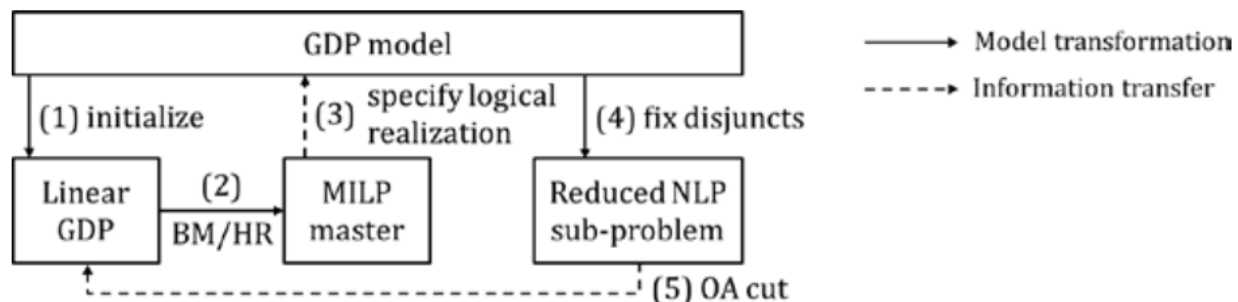 GDP model
Model transformation
Information transfer
(1) initialize
(3) specify logical
realization
(4) fix disjuncts
Linear
GDP
(2)
BM/HR
MILP
master
Reduced NLP
sub-problem
(5) OA cut